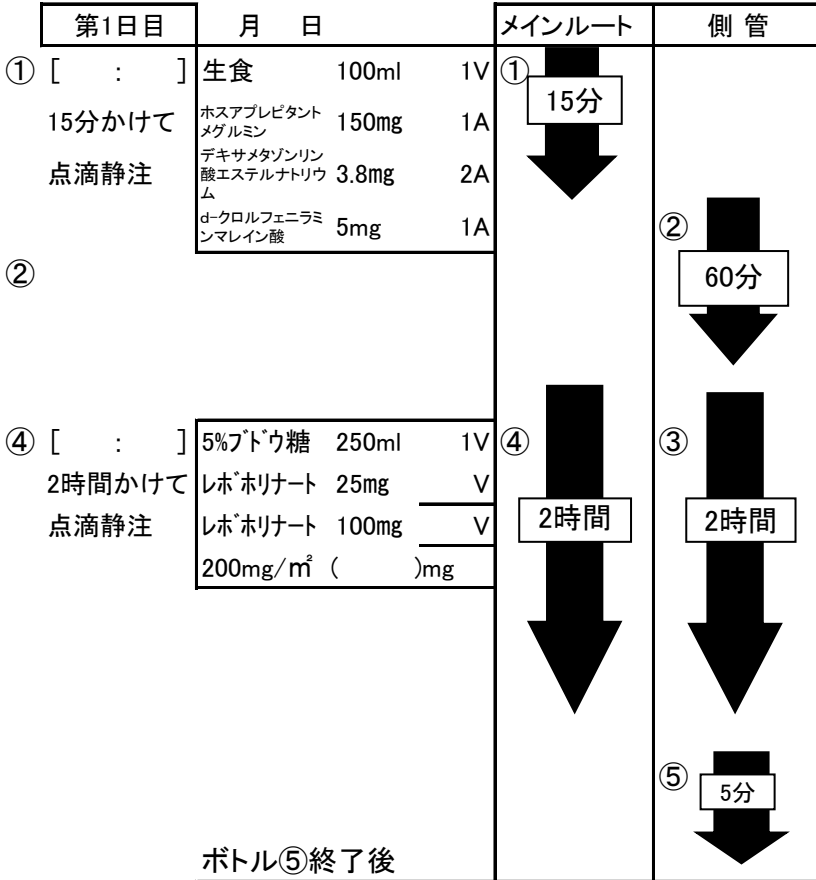 第1日目 月 日 メインルート 側管
① [ : ] 生食 100ml 1V ①
15分
15分かけて ホスアプレピタント
メグルミン 150mg 1A
点滴静注 デキサメタゾンリン
酸エステルナトリウ
ム 3.8mg 2A
d-クロルフェニラミ
ンマレイン酸 5mg 1A ②
② 60分
④ [ : ] 5%ブドウ糖 250ml 1V ④ ③
2時間かけて レボホリナート 25mg V
点滴静注 レボホリナート 100mg V 2時間 2時間
200mg/㎡ ( )mg
⑤ 5分
ボトル⑤終了後